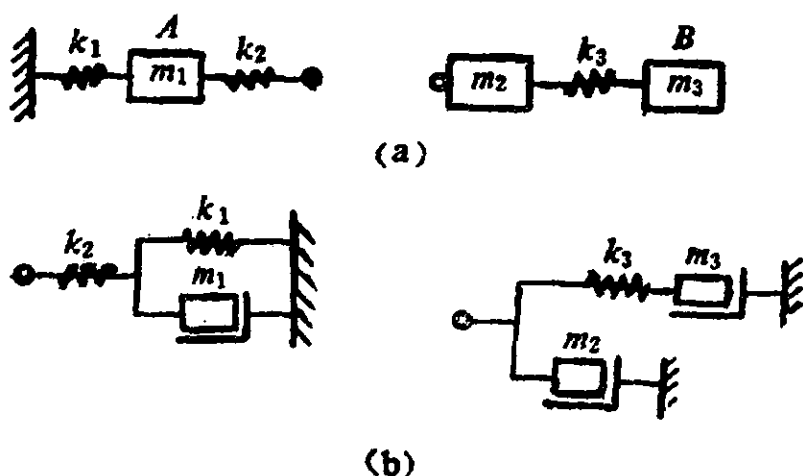 A B
k₁ k₂ k₃
m₁ m₂ m₃
(a)
k₁
k₂ k₃ m₃
m₁
m₂
(b)